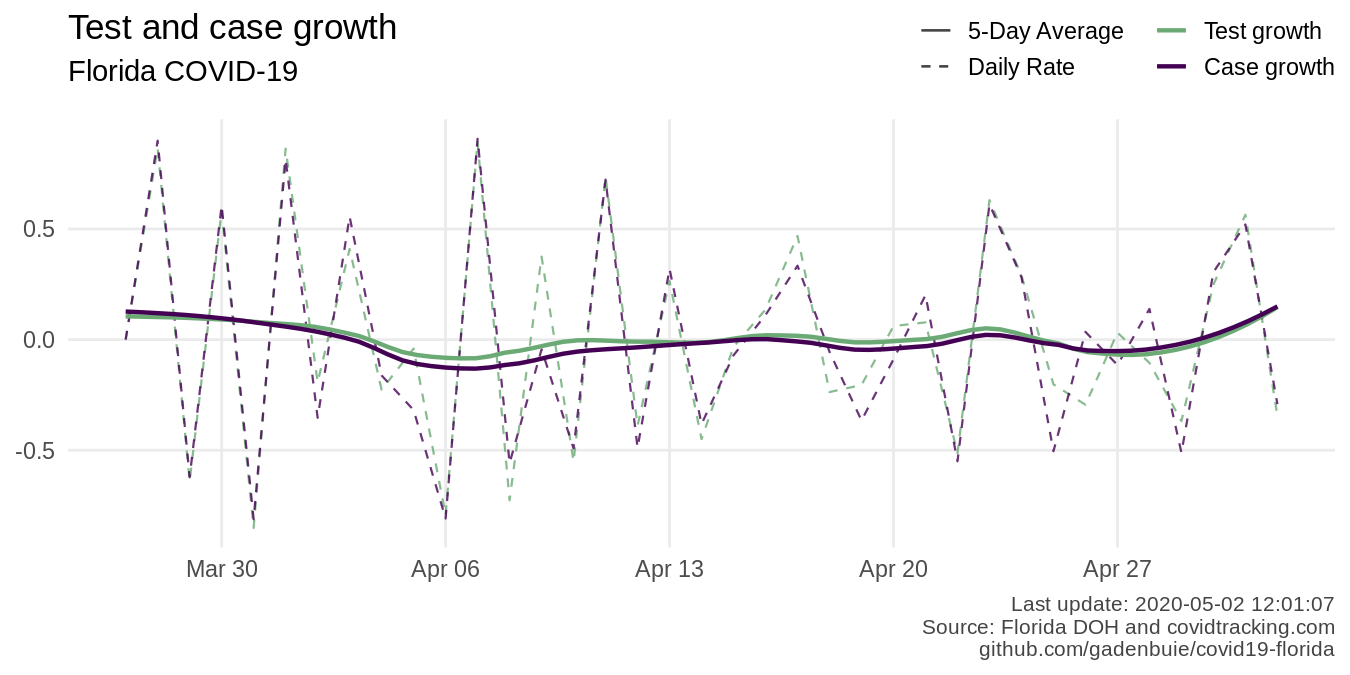 Test and case growth
Florida COVID-19
5-Day Average
Test growth
Daily Rate
Case growth
0.5
0.0
-0.5
Mar 30
Apr 06
Apr 13
Apr 20
Apr 27
Last update: 2020-05-02 12:01:07
Source: Florida DOH and covidtracking.com
github.com/gadenbuie/covid19-florida